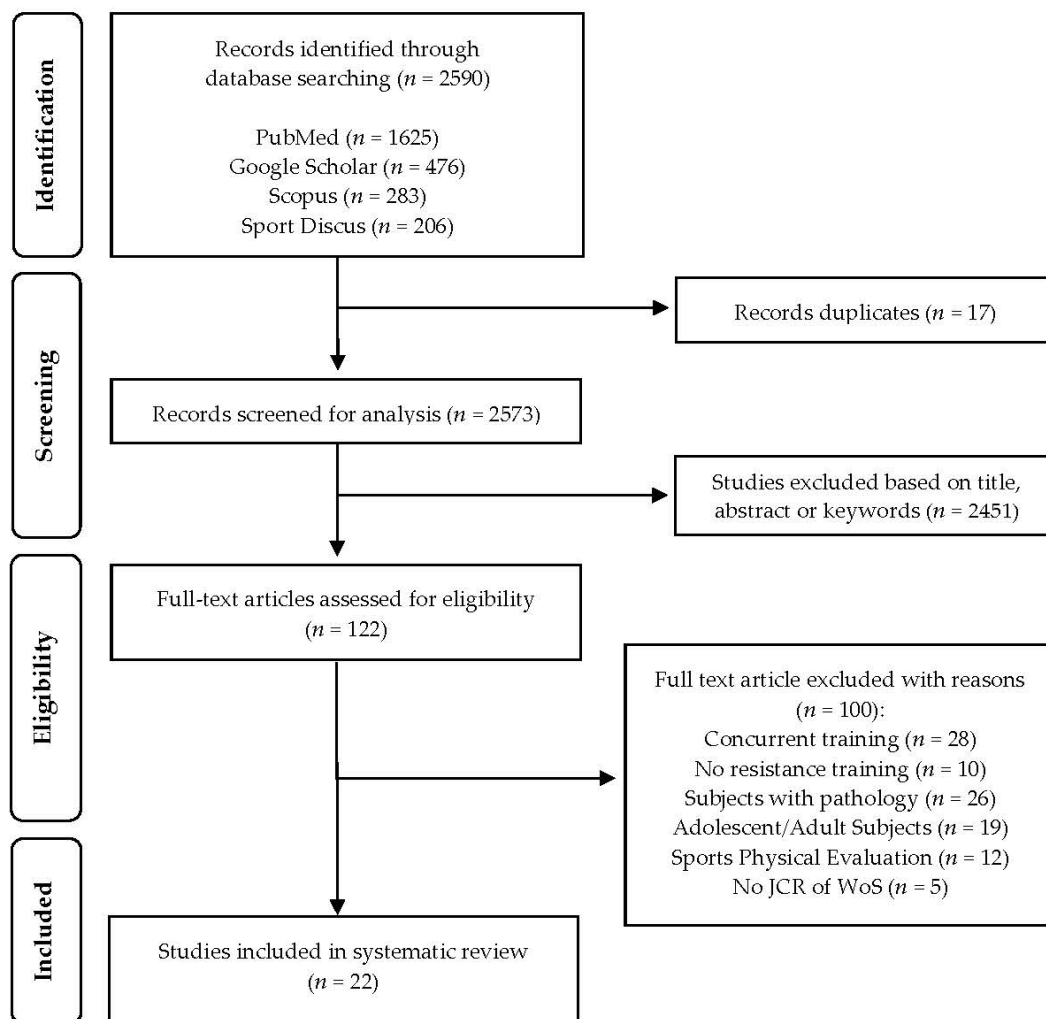 Identification
Records identified through
database searching (n = 2590)
PubMed (n = 1625)
Google Scholar (n = 476)
Scopus (n = 283)
Sport Discus (n = 206)
Screening
Records duplicates (n = 17)
Records screened for analysis (n = 2573)
Studies excluded based on title,
abstract or keywords (n = 2451)
Eligibility
Full-text articles assessed for eligibility
(n = 122)
Full text article excluded with reasons
(n = 100):
Concurrent training (n = 28)
No resistance training (n = 10)
Subjects with pathology (n = 26)
Adolescent/Adult Subjects (n = 19)
Sports Physical Evaluation (n = 12)
No JCR of WoS (n = 5)
Included
Studies included in systematic review
(n = 22)